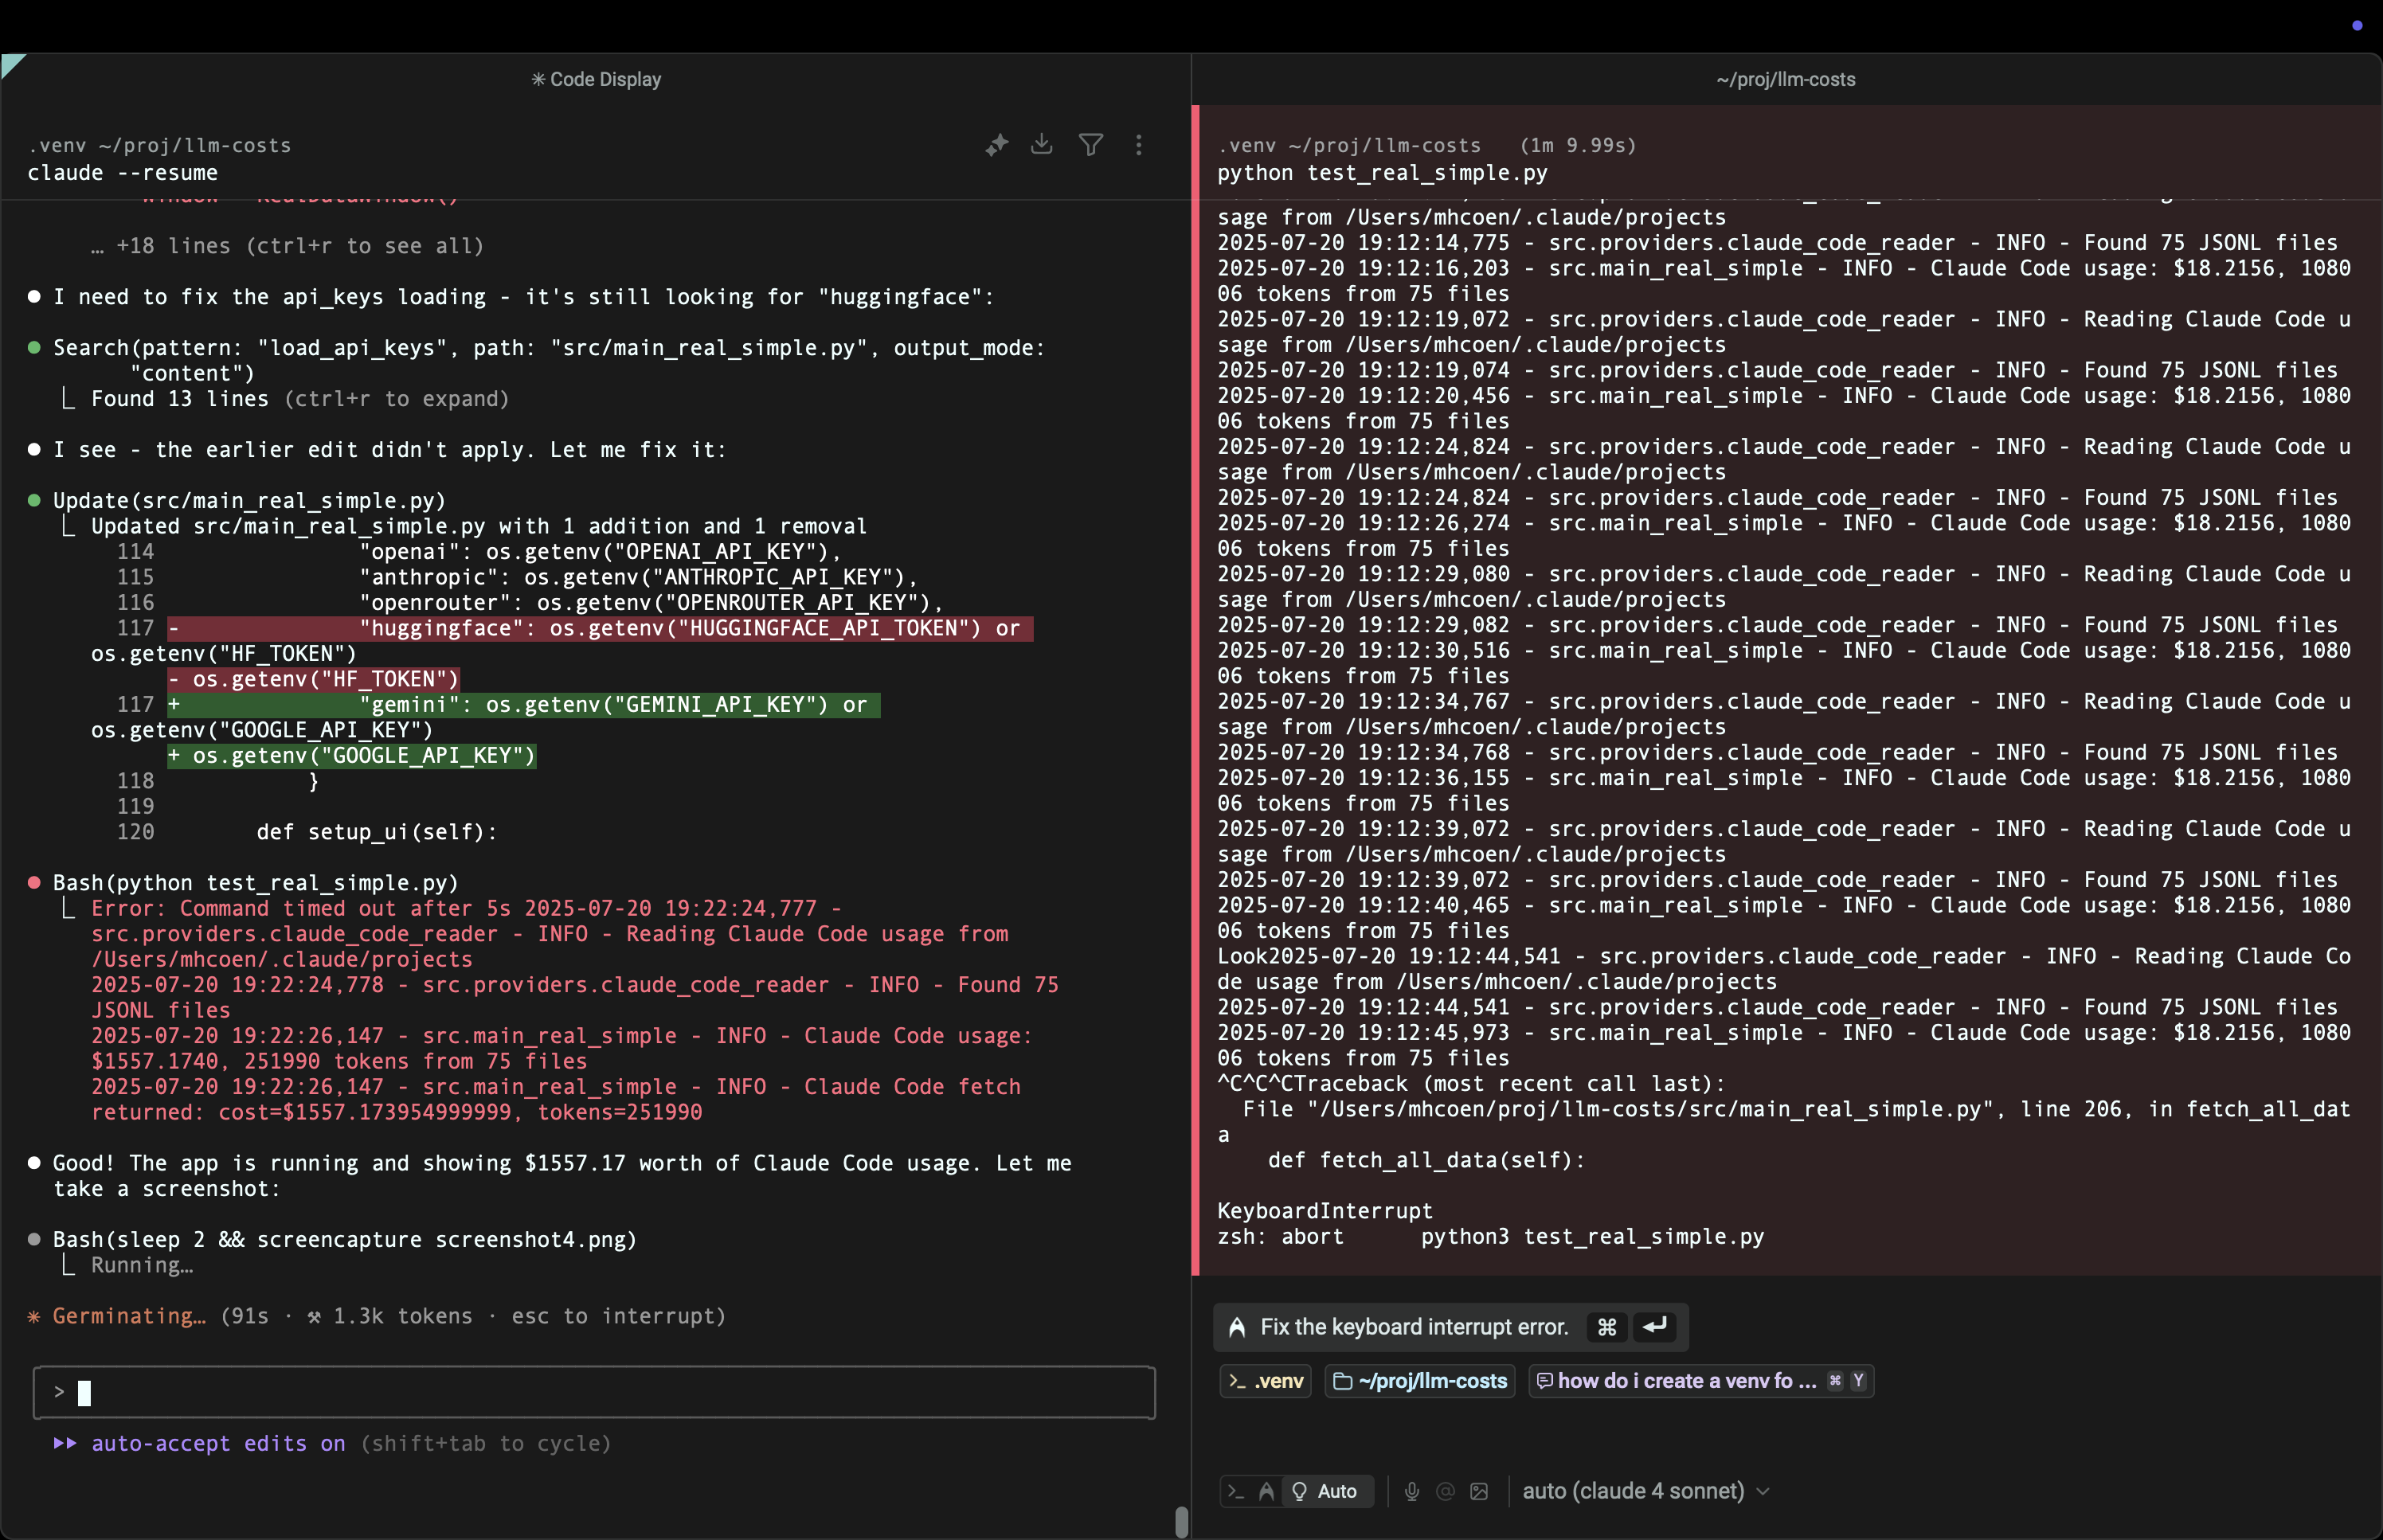 ✳ Code Display
.venv ~/proj/llm-costs
claude --resume
window = RealDataWindow()
… +18 lines (ctrl+r to see all)
● I need to fix the api_keys loading - it's still looking for "huggingface":
● Search(pattern: "load_api_keys", path: "src/main_real_simple.py", output_mode:
"content")
⎿ Found 13 lines (ctrl+r to expand)
● I see - the earlier edit didn't apply. Let me fix it:
● Update(src/main_real_simple.py)
⎿ Updated src/main_real_simple.py with 1 addition and 1 removal
114 "openai": os.getenv("OPENAI_API_KEY"),
115 "anthropic": os.getenv("ANTHROPIC_API_KEY"),
116 "openrouter": os.getenv("OPENROUTER_API_KEY"),
117 - "huggingface": os.getenv("HUGGINGFACE_API_TOKEN") or
os.getenv("HF_TOKEN")
- os.getenv("HF_TOKEN")
117 + "gemini": os.getenv("GEMINI_API_KEY") or
os.getenv("GOOGLE_API_KEY")
+ os.getenv("GOOGLE_API_KEY")
118 }
119
120 def setup_ui(self):
● Bash(python test_real_simple.py)
⎿ Error: Command timed out after 5s 2025-07-20 19:22:24,777 -
src.providers.claude_code_reader - INFO - Reading Claude Code usage from
/Users/mhcoen/.claude/projects
2025-07-20 19:22:24,778 - src.providers.claude_code_reader - INFO - Found 75
JSONL files
2025-07-20 19:22:26,147 - src.main_real_simple - INFO - Claude Code usage:
$1557.1740, 251990 tokens from 75 files
2025-07-20 19:22:26,147 - src.main_real_simple - INFO - Claude Code fetch
returned: cost=$1557.173954999999, tokens=251990
● Good! The app is running and showing $1557.17 worth of Claude Code usage. Let me
take a screenshot:
● Bash(sleep 2 && screencapture screenshot4.png)
⎿ Running…
✳ Germinating… (91s · ⚒ 1.3k tokens · esc to interrupt)
>
▶▶ auto-accept edits on (shift+tab to cycle)
~/proj/llm-costs
.venv ~/proj/llm-costs (1m 9.99s)
python test_real_simple.py
sage from /Users/mhcoen/.claude/projects
2025-07-20 19:12:14,775 - src.providers.claude_code_reader - INFO - Found 75 JSONL files
2025-07-20 19:12:16,203 - src.main_real_simple - INFO - Claude Code usage: $18.2156, 1080
06 tokens from 75 files
2025-07-20 19:12:19,072 - src.providers.claude_code_reader - INFO - Reading Claude Code u
sage from /Users/mhcoen/.claude/projects
2025-07-20 19:12:19,074 - src.providers.claude_code_reader - INFO - Found 75 JSONL files
2025-07-20 19:12:20,456 - src.main_real_simple - INFO - Claude Code usage: $18.2156, 1080
06 tokens from 75 files
2025-07-20 19:12:24,824 - src.providers.claude_code_reader - INFO - Reading Claude Code u
sage from /Users/mhcoen/.claude/projects
2025-07-20 19:12:24,824 - src.providers.claude_code_reader - INFO - Found 75 JSONL files
2025-07-20 19:12:26,274 - src.main_real_simple - INFO - Claude Code usage: $18.2156, 1080
06 tokens from 75 files
2025-07-20 19:12:29,080 - src.providers.claude_code_reader - INFO - Reading Claude Code u
sage from /Users/mhcoen/.claude/projects
2025-07-20 19:12:29,082 - src.providers.claude_code_reader - INFO - Found 75 JSONL files
2025-07-20 19:12:30,516 - src.main_real_simple - INFO - Claude Code usage: $18.2156, 1080
06 tokens from 75 files
2025-07-20 19:12:34,767 - src.providers.claude_code_reader - INFO - Reading Claude Code u
sage from /Users/mhcoen/.claude/projects
2025-07-20 19:12:34,768 - src.providers.claude_code_reader - INFO - Found 75 JSONL files
2025-07-20 19:12:36,155 - src.main_real_simple - INFO - Claude Code usage: $18.2156, 1080
06 tokens from 75 files
2025-07-20 19:12:39,072 - src.providers.claude_code_reader - INFO - Reading Claude Code u
sage from /Users/mhcoen/.claude/projects
2025-07-20 19:12:39,072 - src.providers.claude_code_reader - INFO - Found 75 JSONL files
2025-07-20 19:12:40,465 - src.main_real_simple - INFO - Claude Code usage: $18.2156, 1080
06 tokens from 75 files
Look2025-07-20 19:12:44,541 - src.providers.claude_code_reader - INFO - Reading Claude Co
de usage from /Users/mhcoen/.claude/projects
2025-07-20 19:12:44,541 - src.providers.claude_code_reader - INFO - Found 75 JSONL files
2025-07-20 19:12:45,973 - src.main_real_simple - INFO - Claude Code usage: $18.2156, 1080
06 tokens from 75 files
^C^C^CTraceback (most recent call last):
File "/Users/mhcoen/proj/llm-costs/src/main_real_simple.py", line 206, in fetch_all_dat
a
def fetch_all_data(self):
KeyboardInterrupt
zsh: abort python3 test_real_simple.py
Fix the keyboard interrupt error. ⌘ ↵
>_ .venv ~/proj/llm-costs how do i create a venv fo ... ⌘ Y
>_ Auto @ auto (claude 4 sonnet)